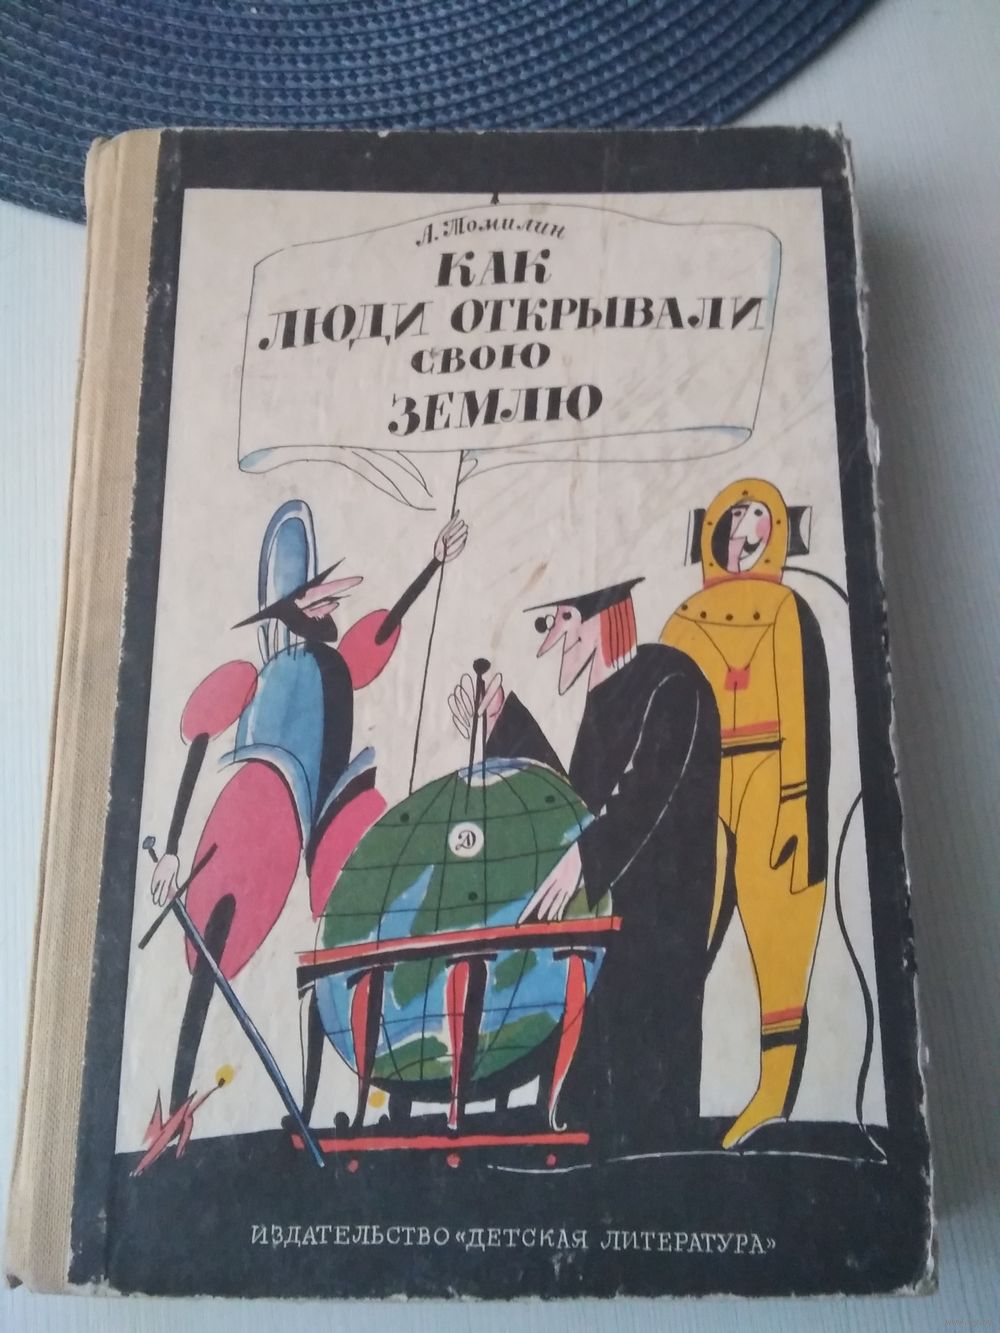 А. Томилин
КАК
ЛЮДИ ОТКРЫВАЛИ
СВОЮ
ЗЕМЛЮ
Д
ИЗДАТЕЛЬСТВО «ДЕТСКАЯ ЛИТЕРАТУРА»